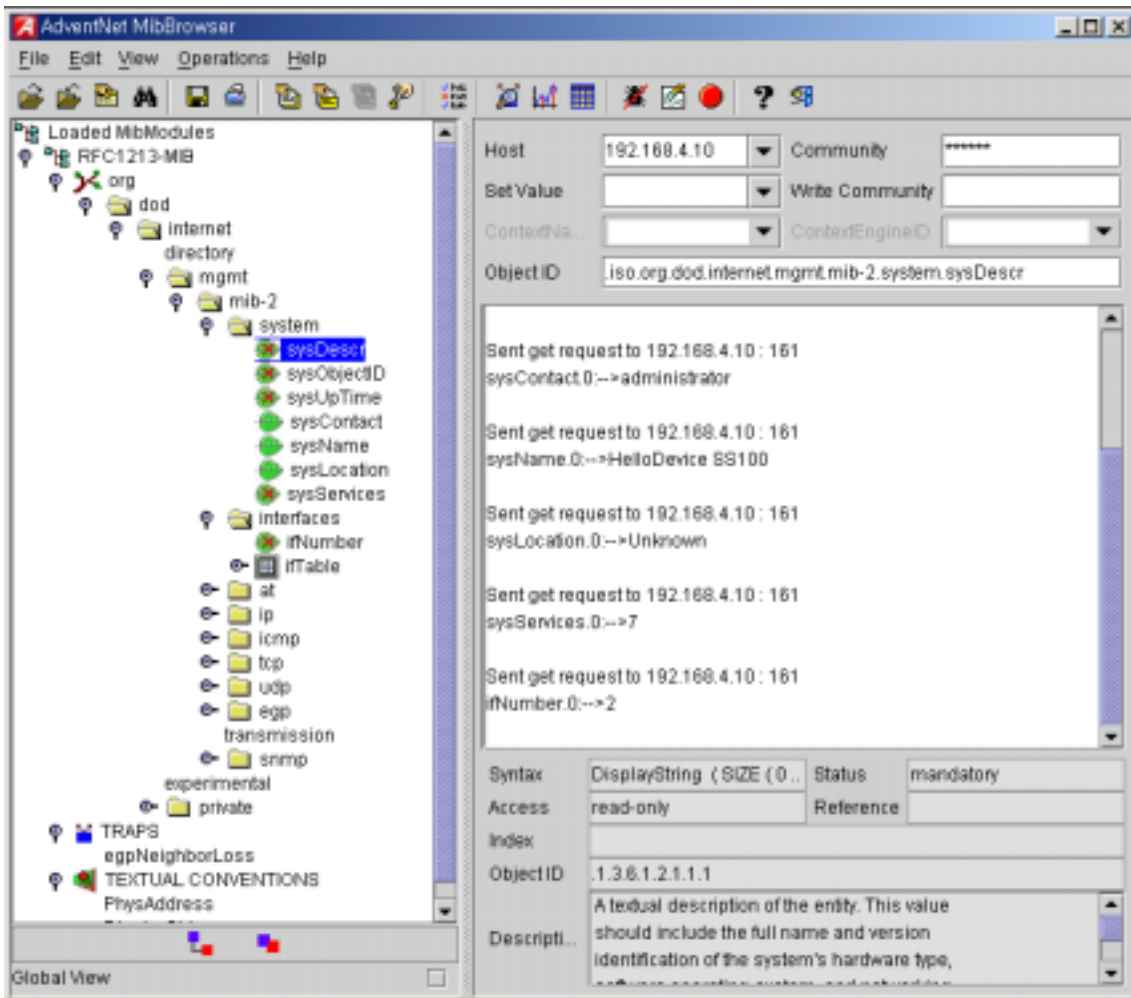 AdventNet MibBrowser
File Edit View Operations Help
Loaded MibModules
RFC1213-MIB
org
dod
internet
directory
mgmt
mib-2
system
sysDescr
sysObjectID
sysUpTime
sysContact
sysName
sysLocation
sysServices
interfaces
ifNumber
ifTable
at
ip
icmp
tcp
udp
egp
transmission
snmp
experimental
private
TRAPS
egpNeighborLoss
TEXTUAL CONVENTIONS
PhysAddress
Global View
Host 192.168.4.10 Community ******
Set Value Write Community
ContextNa... ContextEngineID
Object ID .iso.org.dod.internet.mgmt.mib-2.system.sysDescr
Sent get request to 192.168.4.10 : 161
sysContact.0:-->administrator
Sent get request to 192.168.4.10 : 161
sysName.0:-->HelloDevice SS100
Sent get request to 192.168.4.10 : 161
sysLocation.0:-->Unknown
Sent get request to 192.168.4.10 : 161
sysServices.0:-->7
Sent get request to 192.168.4.10 : 161
ifNumber.0:-->2
Syntax DisplayString ( SIZE ( 0 .. Status mandatory
Access read-only Reference
Index
Object ID .1.3.6.1.2.1.1.1
Descripti... A textual description of the entity. This value
should include the full name and version
identification of the system's hardware type,